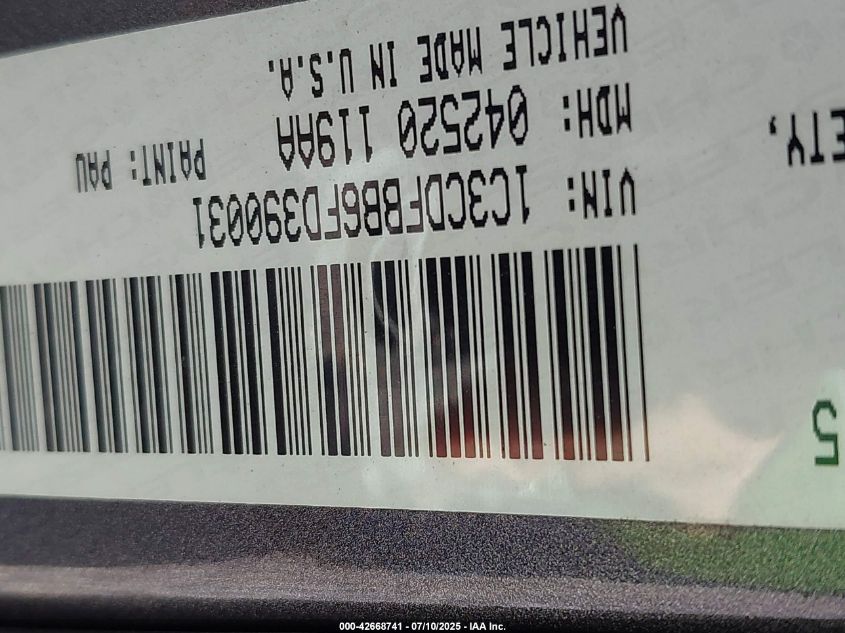 5
VIN: 1C3CDFBB6FD390031
ETY,
MDH: 042520 119AA PAINT: PAU
VEHICLE MADE IN U.S.A.
000-42668741 - 07/10/2025 - IAA Inc.